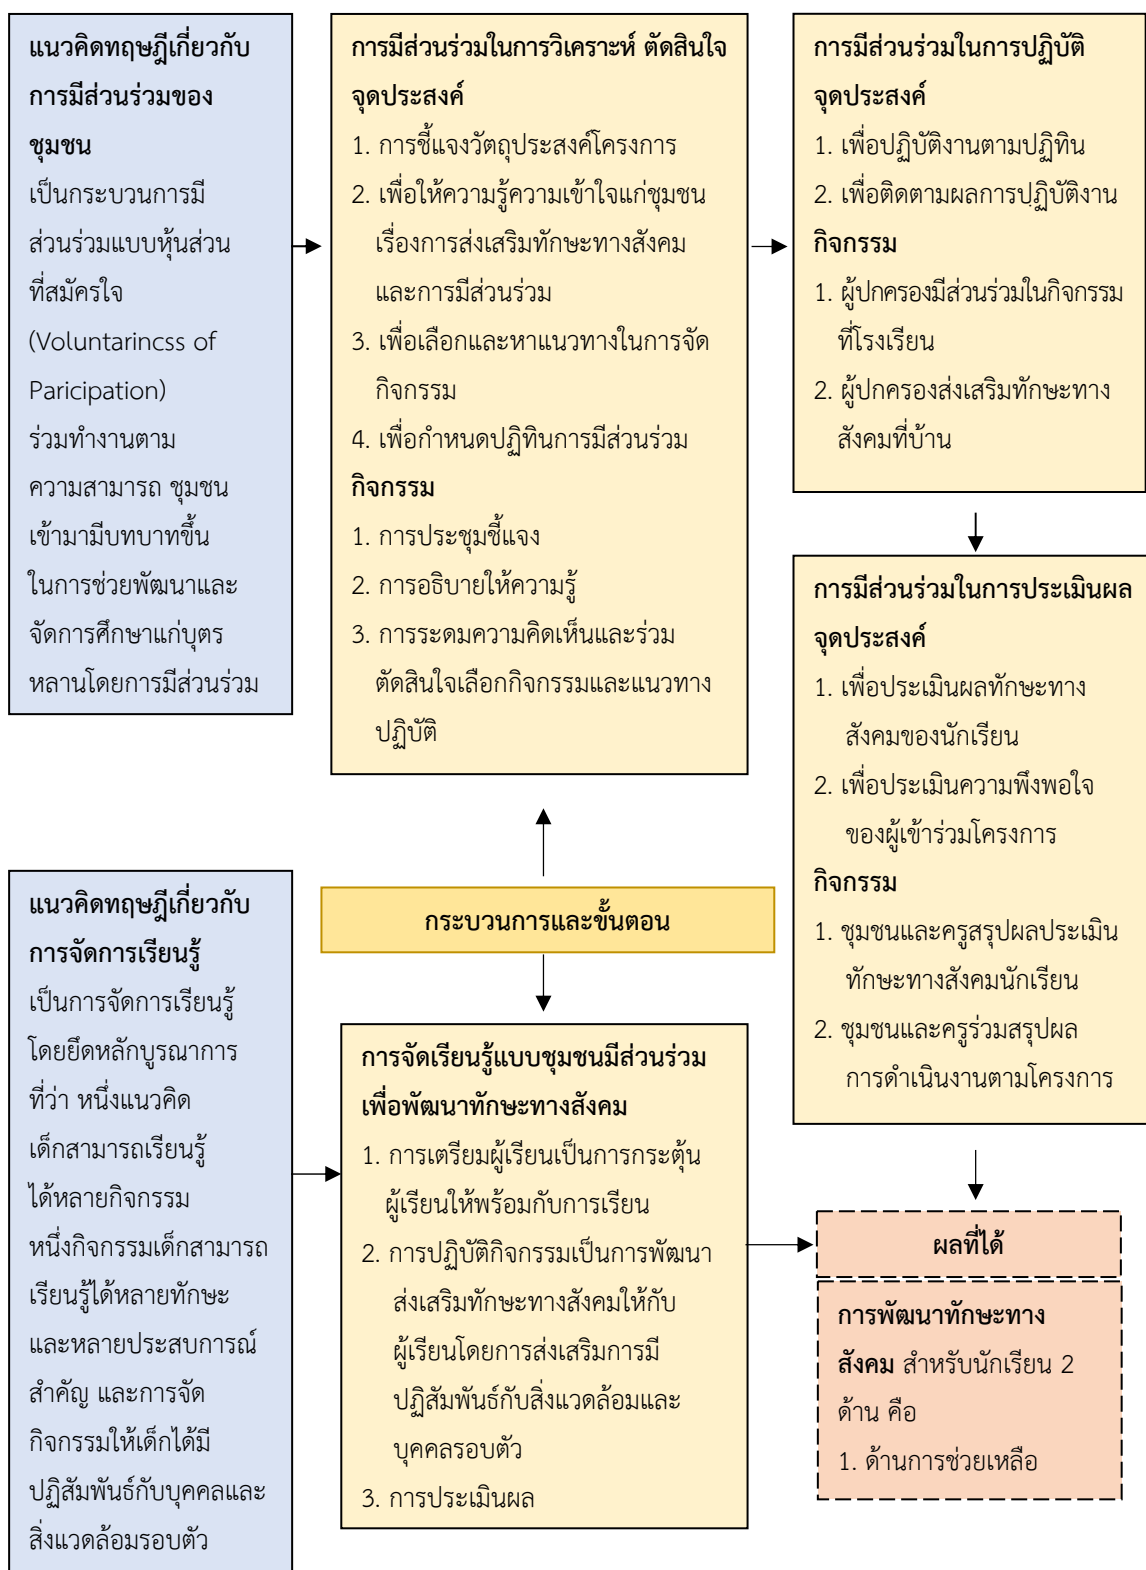 แนวคิดทฤษฎีเกี่ยวกับ
การมีส่วนร่วมของ
ชุมชน
เป็นกระบวนการมี
ส่วนร่วมแบบหุ้นส่วน
ที่สมัครใจ
(Voluntarincss of
Paricipation)
ร่วมทำงานตาม
ความสามารถ ชุมชน
เข้ามามีบทบาทขึ้น
ในการช่วยพัฒนาและ
จัดการศึกษาแก่บุตร
หลานโดยการมีส่วนร่วม
การมีส่วนร่วมในการวิเคราะห์ ตัดสินใจ
จุดประสงค์
1. การชี้แจงวัตถุประสงค์โครงการ
2. เพื่อให้ความรู้ความเข้าใจแก่ชุมชน
เรื่องการส่งเสริมทักษะทางสังคม
และการมีส่วนร่วม
3. เพื่อเลือกและหาแนวทางในการจัด
กิจกรรม
4. เพื่อกำหนดปฏิทินการมีส่วนร่วม
กิจกรรม
1. การประชุมชี้แจง
2. การอธิบายให้ความรู้
3. การระดมความคิดเห็นและร่วม
ตัดสินใจเลือกกิจกรรมและแนวทาง
ปฏิบัติ
การมีส่วนร่วมในการปฏิบัติ
จุดประสงค์
1. เพื่อปฏิบัติงานตามปฏิทิน
2. เพื่อติดตามผลการปฏิบัติงาน
กิจกรรม
1. ผู้ปกครองมีส่วนร่วมในกิจกรรม
ที่โรงเรียน
2. ผู้ปกครองส่งเสริมทักษะทาง
สังคมที่บ้าน
การมีส่วนร่วมในการประเมินผล
จุดประสงค์
1. เพื่อประเมินผลทักษะทาง
สังคมของนักเรียน
2. เพื่อประเมินความพึงพอใจ
ของผู้เข้าร่วมโครงการ
กิจกรรม
1. ชุมชนและครูสรุปผลประเมิน
ทักษะทางสังคมนักเรียน
2. ชุมชนและครูร่วมสรุปผล
การดำเนินงานตามโครงการ
กระบวนการและขั้นตอน
แนวคิดทฤษฎีเกี่ยวกับ
การจัดการเรียนรู้
เป็นการจัดการเรียนรู้
โดยยึดหลักบูรณาการ
ที่ว่า หนึ่งแนวคิด
เด็กสามารถเรียนรู้
ได้หลายกิจกรรม
หนึ่งกิจกรรมเด็กสามารถ
เรียนรู้ได้หลายทักษะ
และหลายประสบการณ์
สำคัญ และการจัด
กิจกรรมให้เด็กได้มี
ปฏิสัมพันธ์กับบุคคลและ
สิ่งแวดล้อมรอบตัว
การจัดเรียนรู้แบบชุมชนมีส่วนร่วม
เพื่อพัฒนาทักษะทางสังคม
1. การเตรียมผู้เรียนเป็นการกระตุ้น
ผู้เรียนให้พร้อมกับการเรียน
2. การปฏิบัติกิจกรรมเป็นการพัฒนา
ส่งเสริมทักษะทางสังคมให้กับ
ผู้เรียนโดยการส่งเสริมการมี
ปฏิสัมพันธ์กับสิ่งแวดล้อมและ
บุคคลรอบตัว
3. การประเมินผล
ผลที่ได้
การพัฒนาทักษะทาง
สังคม สำหรับนักเรียน 2
ด้าน คือ
1. ด้านการช่วยเหลือ